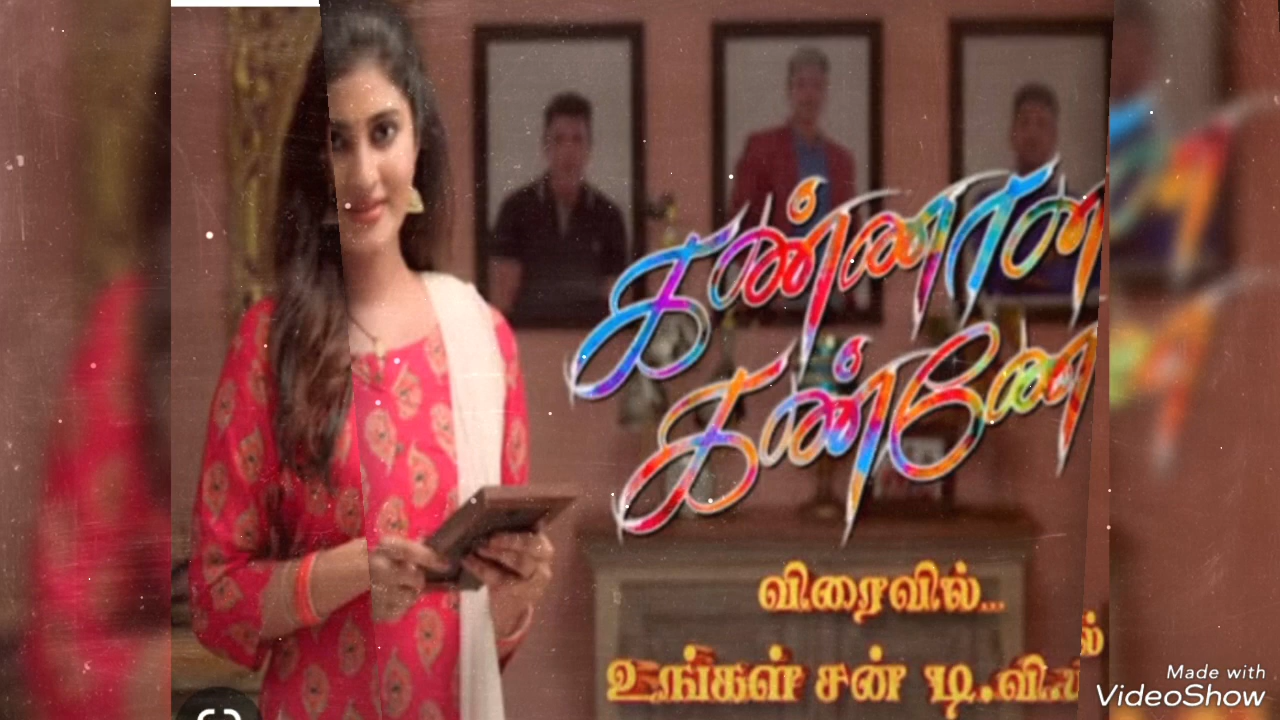 கண்ணான
கண்ணே
விரைவில்...
உங்கள் சன் டி.வி.ல்
Made with
VideoShow